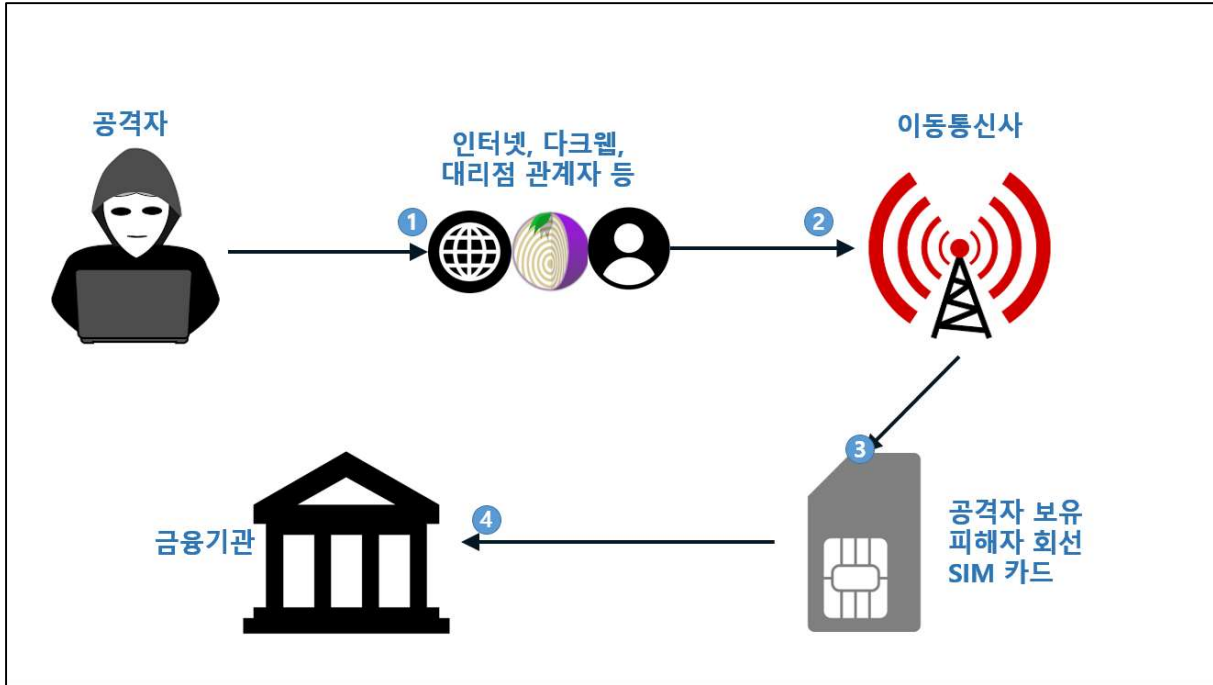 공격자
인터넷, 다크웹,
대리점 관계자 등
이동통신사
1
2
3
공격자 보유
피해자 회선
SIM 카드
4
금융기관